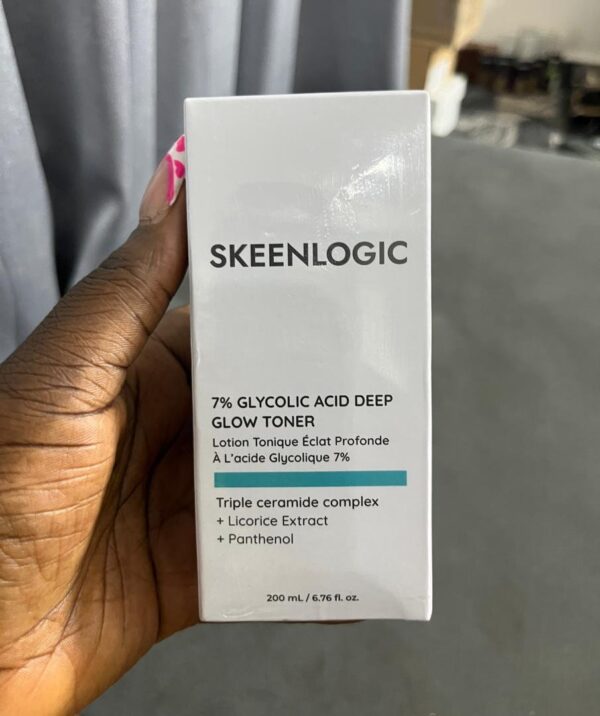 SKEENLOGIC
7% GLYCOLIC ACID DEEP
GLOW TONER
Lotion Tonique Éclat Profonde
À L'acide Glycolique 7%
Triple ceramide complex
+ Licorice Extract
+ Panthenol
200 mL / 6.76 fl. oz.